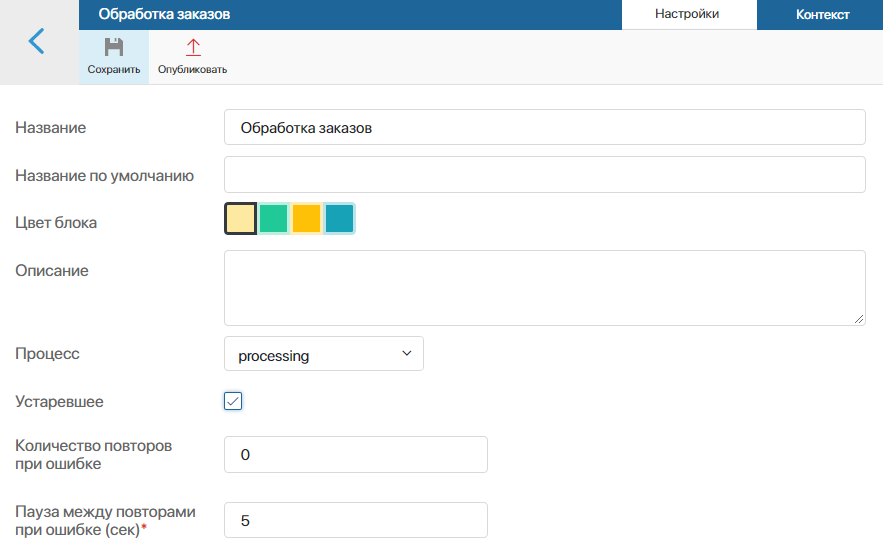 Обработка заказов
Настройки
Контекст
Сохранить
Опубликовать
Название
Обработка заказов
Название по умолчанию
Цвет блока
Описание
Процесс
processing
Устаревшее
Количество повторов
при ошибке
0
Пауза между повторами
при ошибке (сек)*
5